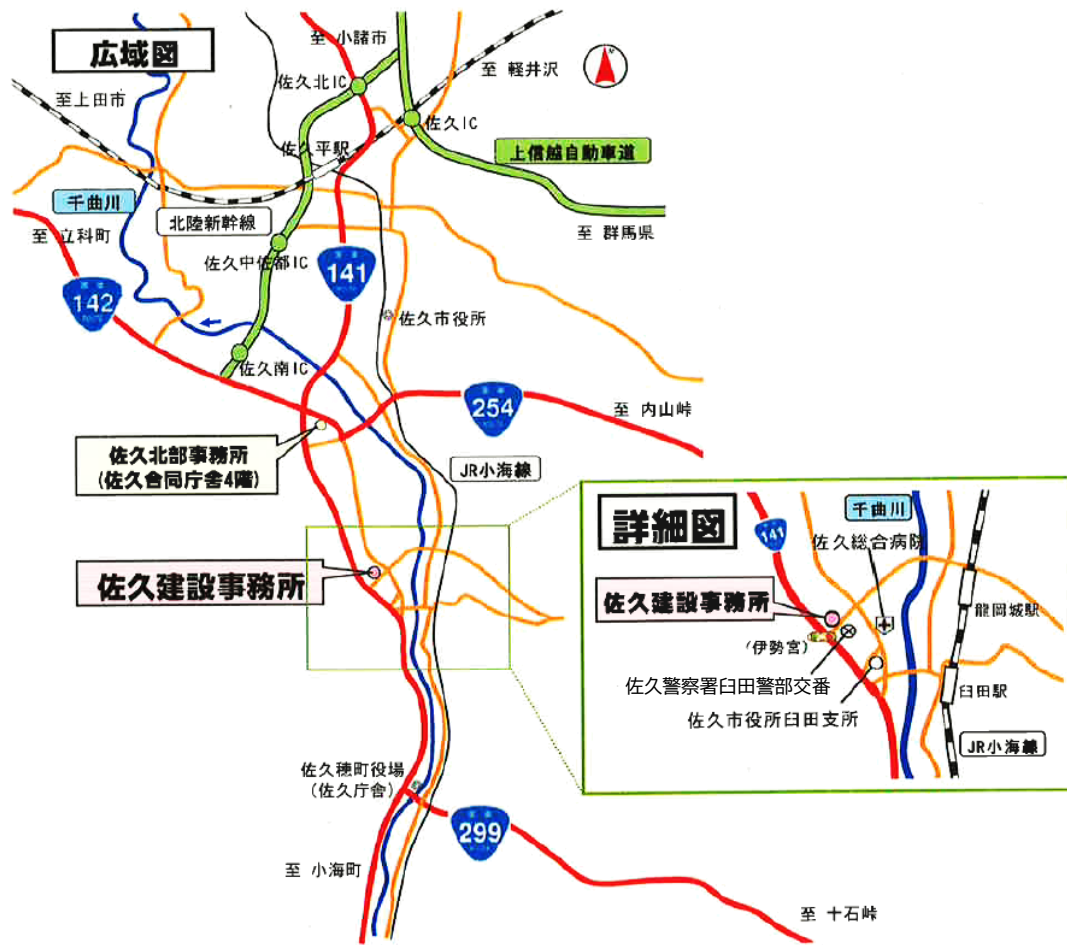 広域図
至 小諸市
佐久北IC
至 軽井沢
至上田市
佐久IC
佐久平駅
上信越自動車道
千曲川
北陸新幹線
至 立科町
至 群馬県
佐久中佐都IC
141
142
佐久市役所
佐久南IC
254
至 内山峠
佐久北部事務所
(佐久合同庁舎4階)
JR小海線
佐久建設事務所
佐久穂町役場
(佐久庁舎)
299
至 小海町
至 十石峠
詳細図
千曲川
141
佐久総合病院
佐久建設事務所
龍岡城駅
(伊勢宮)
佐久警察署臼田警部交番
臼田駅
佐久市役所臼田支所
JR小海線